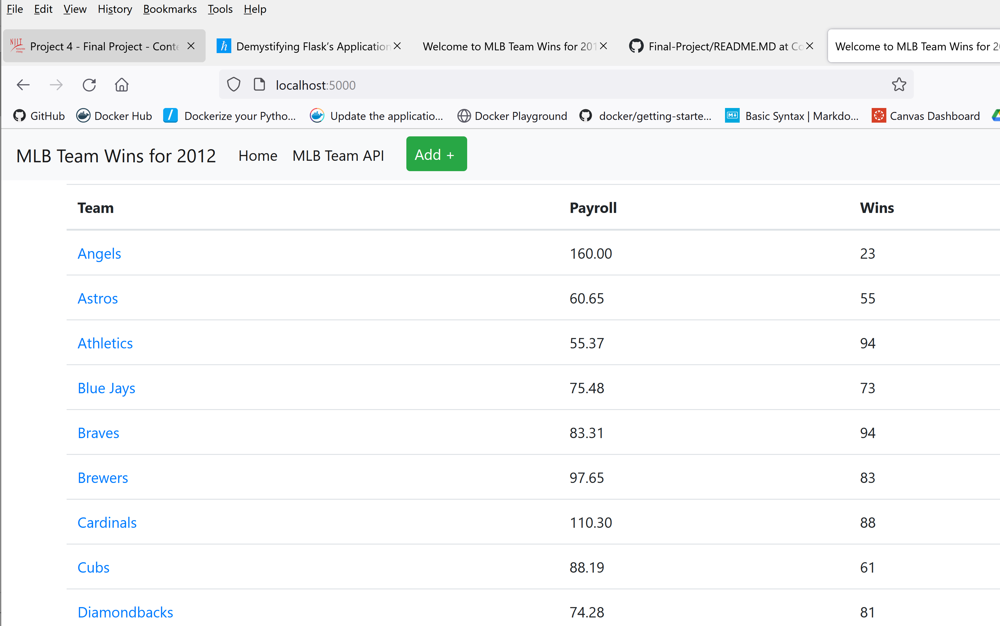 File Edit View History Bookmarks Tools Help
NJIT Project 4 - Final Project - Conte Demystifying Flask’s Application Welcome to MLB Team Wins for 201 Final-Project/README.MD at Co Welcome to MLB Team Wins for 20
localhost:5000
GitHub Docker Hub Dockerize your Pytho... Update the applicatio... Docker Playground docker/getting-starte... Basic Syntax | Markdo... Canvas Dashboard
MLB Team Wins for 2012 Home MLB Team API Add +
Team Payroll Wins
Angels 160.00 23
Astros 60.65 55
Athletics 55.37 94
Blue Jays 75.48 73
Braves 83.31 94
Brewers 97.65 83
Cardinals 110.30 88
Cubs 88.19 61
Diamondbacks 74.28 81